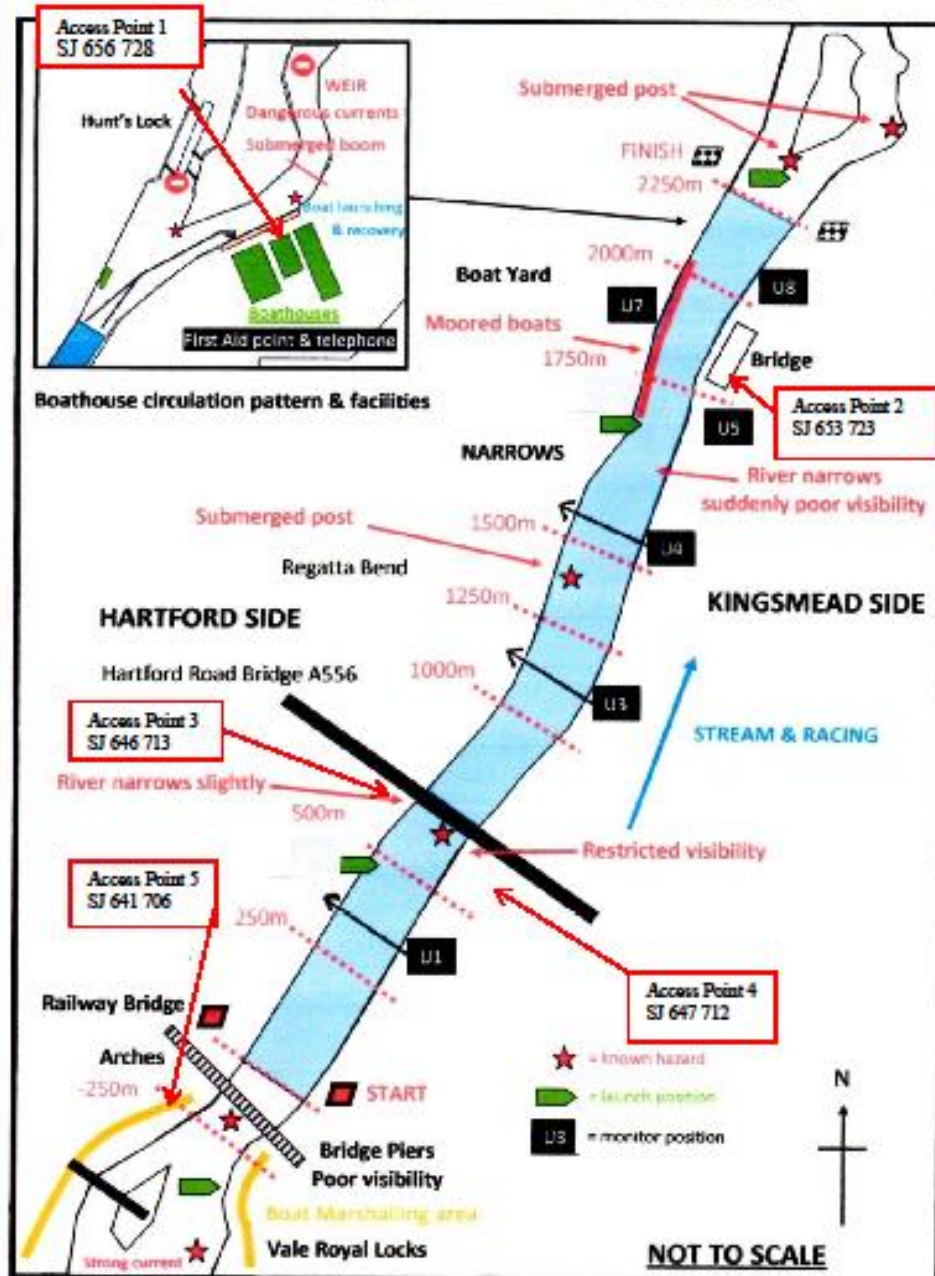 Access Point 1
SJ 656 728
Hunt's Lock
WEIR
Dangerous currents
Submerged boom
Boat launching
& recovery
Boathouses
First Aid point & telephone
Boathouse circulation pattern & facilities
Submerged post
FINISH
2250m
2000m
Boat Yard
U7
U8
Moored boats
1750m
Bridge
Access Point 2
SJ 653 723
U5
NARROWS
River narrows
suddenly poor visibility
Submerged post
1500m
U4
Regatta Bend
1250m
HARTFORD SIDE
KINGSMEAD SIDE
Hartford Road Bridge A556
1000m
U3
Access Point 3
SJ 646 713
STREAM & RACING
River narrows slightly
500m
Restricted visibility
Access Point 5
SJ 641 706
250m
U1
Access Point 4
SJ 647 712
Railway Bridge
Arches
-250m
START
= known hazard
= launch position
U3 = monitor position
N
Bridge Piers
Poor visibility
Boat Marshalling area
Strong current
Vale Royal Locks
NOT TO SCALE